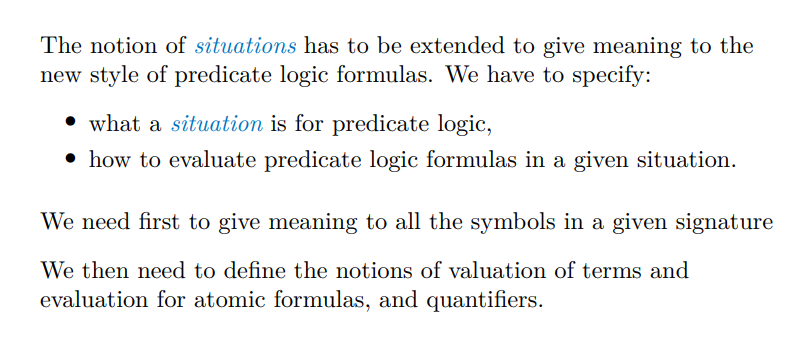 The notion of situations has to be extended to give meaning to the
new style of predicate logic formulas. We have to specify:
• what a situation is for predicate logic,
• how to evaluate predicate logic formulas in a given situation.
We need first to give meaning to all the symbols in a given signature
We then need to define the notions of valuation of terms and
evaluation for atomic formulas, and quantifiers.